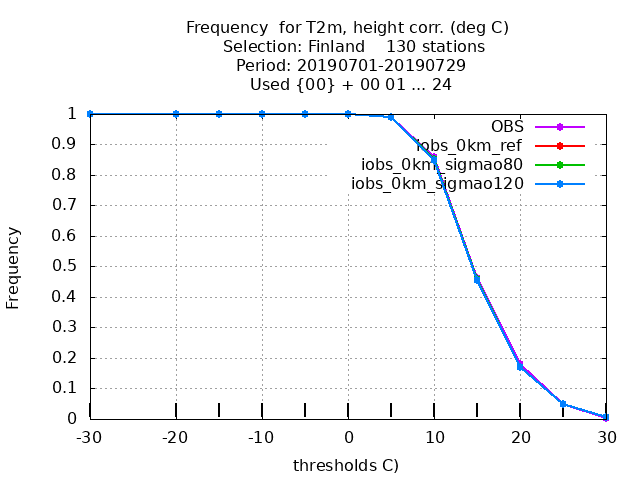 Frequency  for T2m, height corr. (deg C)
Selection: Finland    130 stations
Period: 20190701-20190729
Used {00} + 00 01 ... 24
OBS
iobs_0km_ref
iobs_0km_sigmao80
iobs_0km_sigmao120
Frequency
1
0.9
0.8
0.7
0.6
0.5
0.4
0.3
0.2
0.1
0
-30 -20 -10 0 10 20 30
thresholds C)